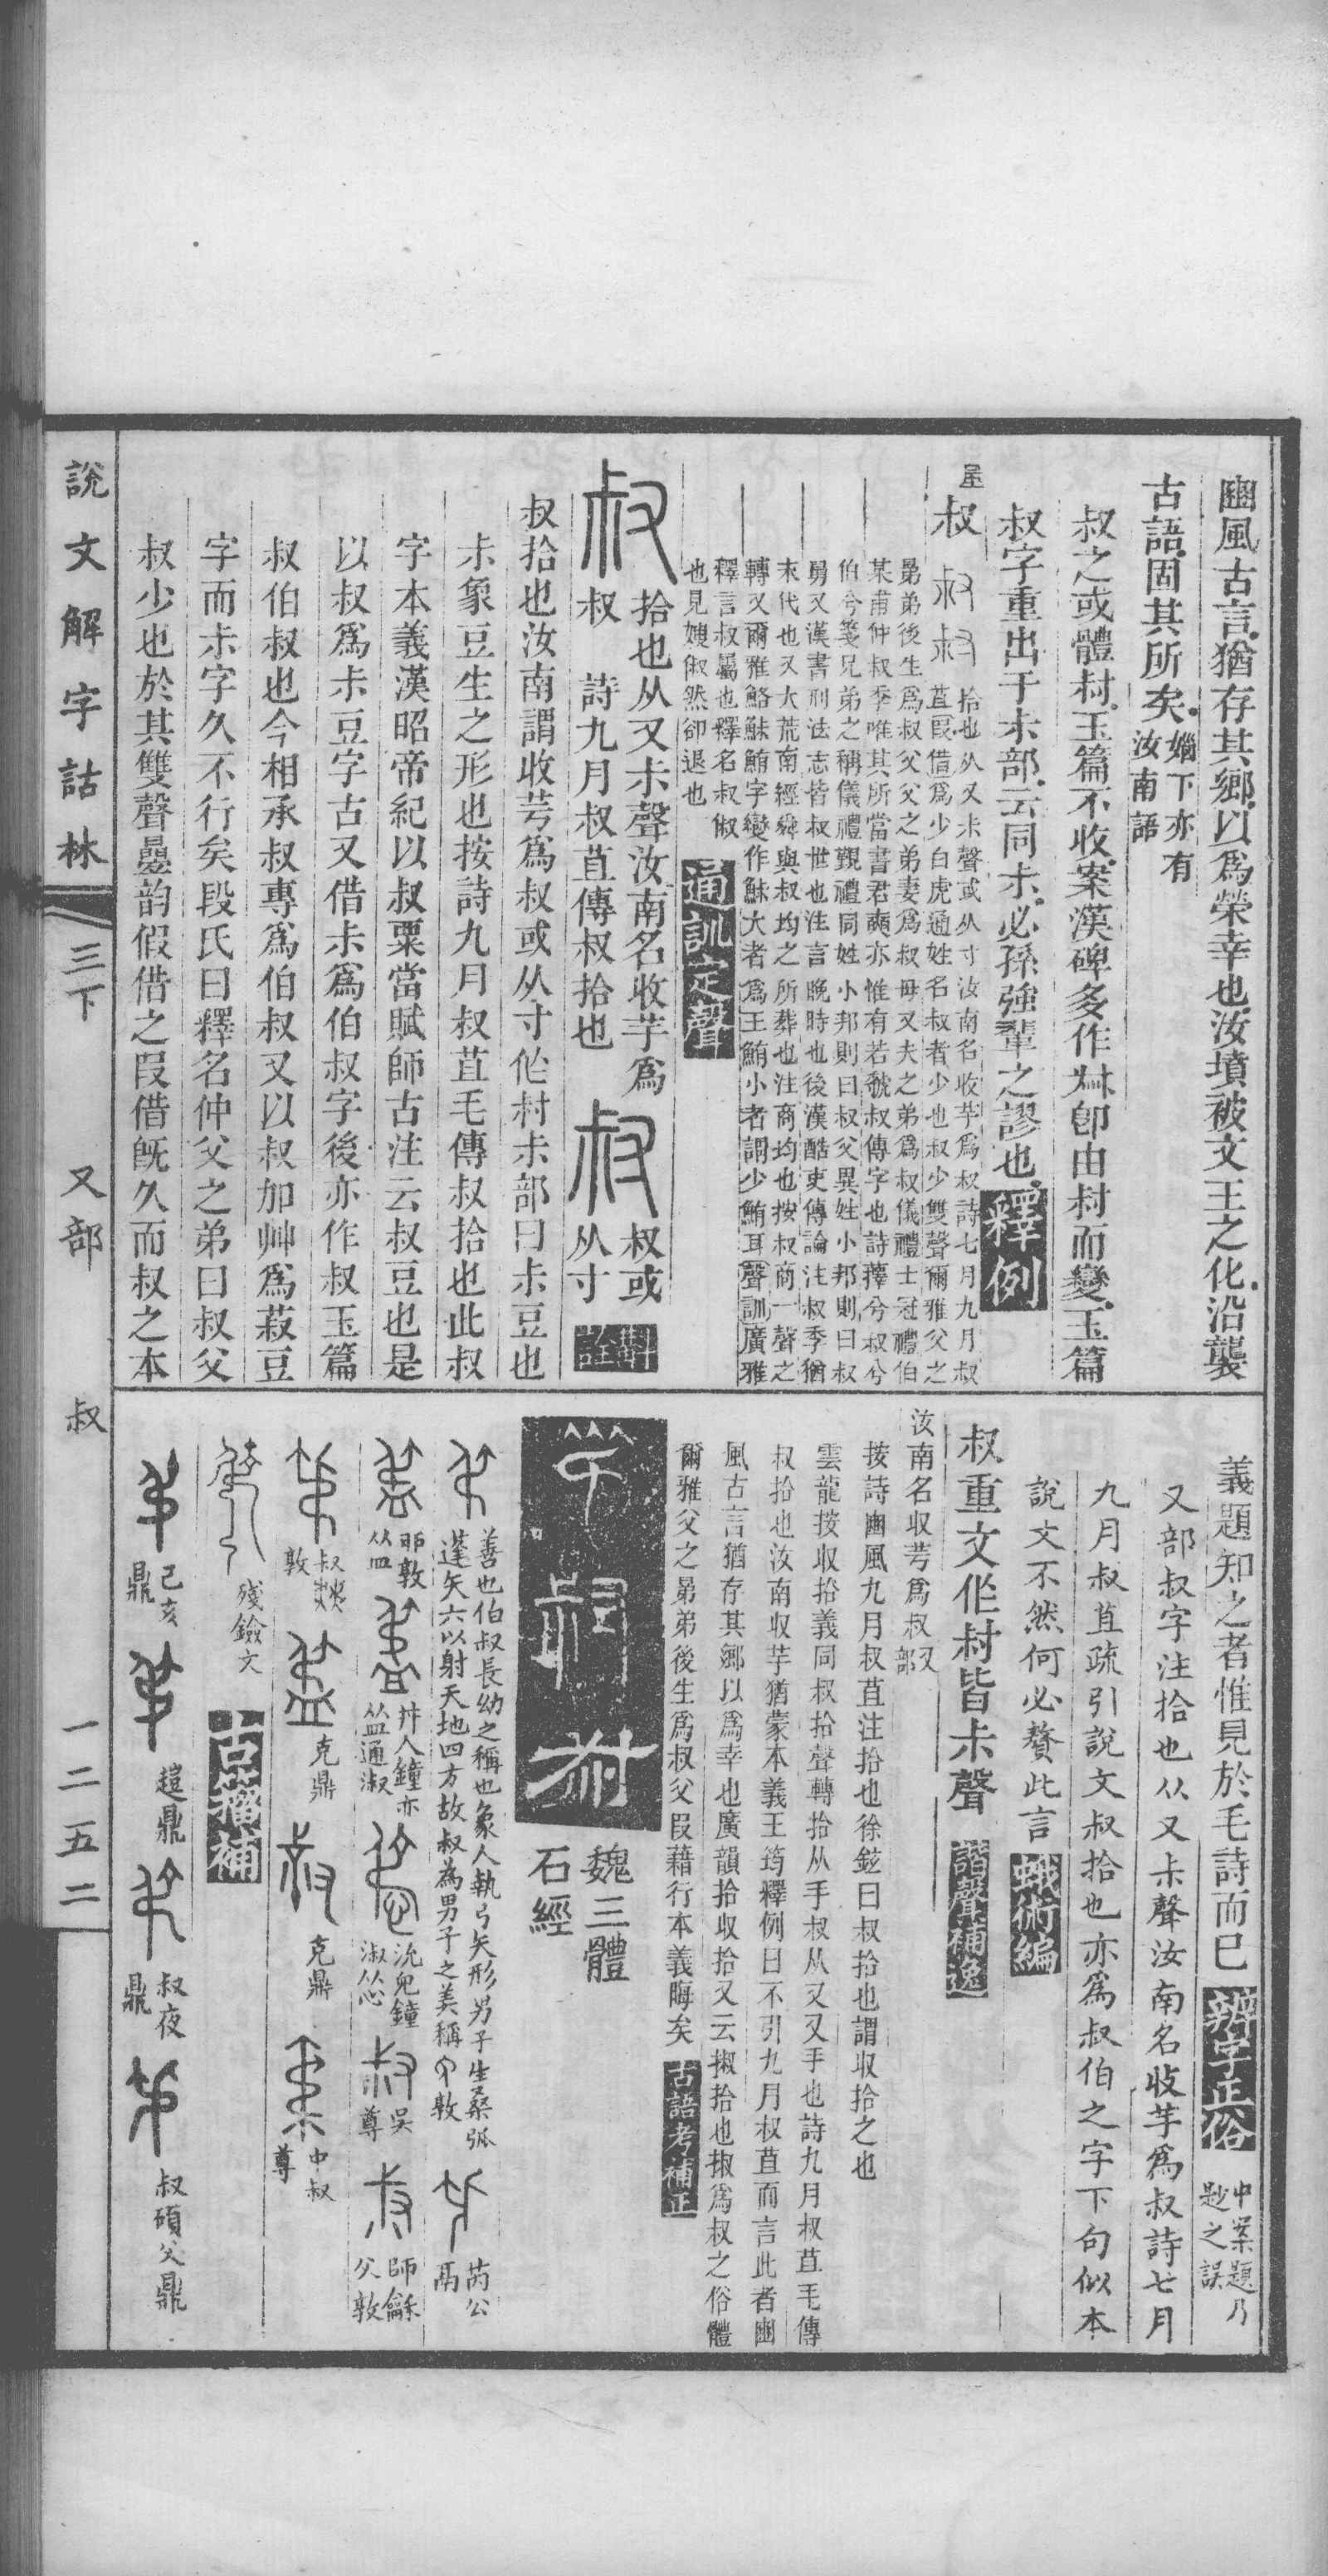 豳風古言猶存其鄉以爲榮幸也汝墳被文王之化沿襲
古語固其所矣
媰下亦有
汝南語
叔之或體村玉篇不收案漢碑多作𡬧卽由村而變玉篇
叔字重出于尗部云同尗必孫強輩之謬也釋例
屋
叔
拾也从又尗聲或从寸汝南名收芋爲叔詩七月九月叔
苴叚借爲少白虎通姓名叔者少也叔少雙聲爾雅父之
晜弟後生爲叔父父之弟妻爲叔母又夫之弟爲叔儀禮士冠禮伯
某甫仲叔季唯其所當書君奭亦惟有若虢叔傳字也詩蘀兮叔兮
伯兮箋兄弟之稱儀禮覲禮同姓小邦則曰叔父異姓小邦則曰叔
舅又漢書刑法志皆叔世也注言晚時也後漢酷吏傳論注叔季猶
末代也又大荒南經舜與叔均之所葬也注商均也按叔商一聲之
轉又爾雅鮥鮛鮪字變作鮛大者爲王鮪小者謂少鮪耳聲訓廣雅
釋言叔屬也釋名叔俶
也見嫂俶然卻退也
通訓定聲
叔
拾也从又尗聲汝南名收芋爲
叔 詩九月叔苴傳叔拾也
叔或
从寸
斠詮
叔拾也汝南謂收芌爲叔或从寸作村尗部曰尗豆也
尗象豆生之形也按詩九月叔苴毛傳叔拾也此叔
字本義漢昭帝紀以叔粟當賦師古注云叔豆也是
以叔爲尗豆字古又借尗爲伯叔字後亦作叔玉篇
叔伯叔也今相承叔專爲伯叔又以叔加艸爲菽豆
字而尗字久不行矣段氏曰釋名仲父之弟曰叔父
叔少也於其雙聲曡韵假借之叚借旣久而叔之本
義題知之者惟見於毛詩而巳辨字正俗
中案題乃
尟之誤
又部叔字注拾也从又尗聲汝南名收芋爲叔詩七月
九月叔苴疏引說文叔拾也亦爲叔伯之字下句似本
說文不然何必贅此言蛾術編
叔重文作村皆尗聲諧聲補逸
汝南名収芌爲叔
又
部
按詩豳風九月叔苴注拾也徐鉉曰叔拾也謂収拾之也
雲龍按収拾義同叔拾聲轉拾从手叔从又又手也詩九月叔苴毛傳
叔拾也汝南収芋猶蒙本義王筠釋例曰不引九月叔苴而言此者豳
風古言猶存其鄉以爲幸也廣韻拾収拾又云掓拾也掓爲叔之俗體
爾雅父之晜弟後生爲叔父叚藉行本義晦矣古語考補正
魏三體
石經
善也伯叔長幼之稱也象人執弓矢形男子生桑弧
蓬矢六以射天地四方故叔為男子之美稱
敦
芮公
鬲
敦
从皿
井人鐘亦
从皿通淑
沇兒鐘
淑
吳
尊
師龢
父敦
叔㚘
敦
克鼎
克鼎
中叔
尊
殘鐱文
古籀補
己亥
鼎
趞鼎
叔夜
鼎
叔碩父鼎
說文解字詁林
三下
又部
叔
一二五二